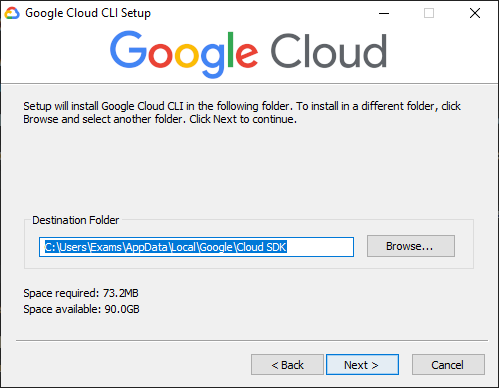 Google Cloud CLI Setup
Google Cloud
Setup will install Google Cloud CLI in the following folder. To install in a different folder, click
Browse and select another folder. Click Next to continue.
Destination Folder
C:\Users\Exams\AppData\Local\Google\Cloud SDK
Browse...
Space required: 73.2MB
Space available: 90.0GB
< Back
Next >
Cancel